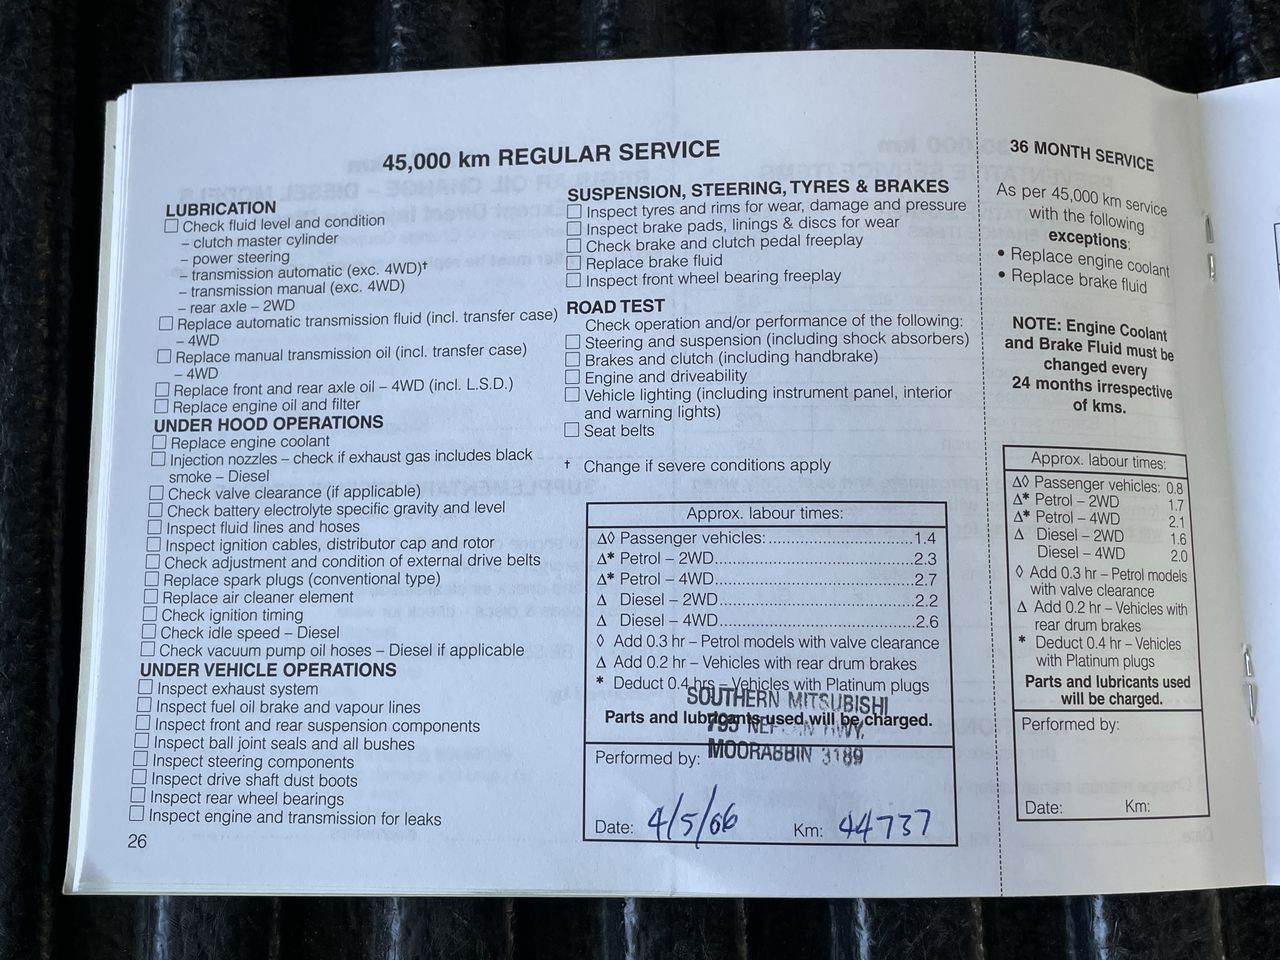 45,000 km REGULAR SERVICE
LUBRICATION
Check fluid level and condition
– clutch master cylinder
– power steering
– transmission automatic (exc. 4WD)†
– transmission manual (exc. 4WD)
– rear axle – 2WD
Replace automatic transmission fluid (incl. transfer case)
– 4WD
Replace manual transmission oil (incl. transfer case)
– 4WD
Replace front and rear axle oil – 4WD (incl. L.S.D.)
Replace engine oil and filter
UNDER HOOD OPERATIONS
Replace engine coolant
Injection nozzles – check if exhaust gas includes black
smoke – Diesel
Check valve clearance (if applicable)
Check battery electrolyte specific gravity and level
Inspect fluid lines and hoses
Inspect ignition cables, distributor cap and rotor
Check adjustment and condition of external drive belts
Replace spark plugs (conventional type)
Replace air cleaner element
Check ignition timing
Check idle speed – Diesel
Check vacuum pump oil hoses – Diesel if applicable
UNDER VEHICLE OPERATIONS
Inspect exhaust system
Inspect fuel oil brake and vapour lines
Inspect front and rear suspension components
Inspect ball joint seals and all bushes
Inspect steering components
Inspect drive shaft dust boots
Inspect rear wheel bearings
Inspect engine and transmission for leaks
26
SUSPENSION, STEERING, TYRES & BRAKES
Inspect tyres and rims for wear, damage and pressure
Inspect brake pads, linings & discs for wear
Check brake and clutch pedal freeplay
Replace brake fluid
Inspect front wheel bearing freeplay
ROAD TEST
Check operation and/or performance of the following:
Steering and suspension (including shock absorbers)
Brakes and clutch (including handbrake)
Engine and driveability
Vehicle lighting (including instrument panel, interior
and warning lights)
Seat belts
† Change if severe conditions apply
Approx. labour times:
Δ◊ Passenger vehicles:...1.4
Δ* Petrol – 2WD...2.3
Δ* Petrol – 4WD...2.7
Δ Diesel – 2WD...2.2
Δ Diesel – 4WD...2.6
◊ Add 0.3 hr – Petrol models with valve clearance
Δ Add 0.2 hr – Vehicles with rear drum brakes
* Deduct 0.4 hrs – Vehicles with Platinum plugs
SOUTHERN MITSUBISHI
Parts and lubricants used will be charged.
795 NEPEAN HWY,
MOORABBIN 3189
Performed by:
Date: 4/5/06 Km: 44737
36 MONTH SERVICE
As per 45,000 km service
with the following
exceptions:
• Replace engine coolant
• Replace brake fluid
NOTE: Engine Coolant
and Brake Fluid must be
changed every
24 months irrespective
of kms.
Approx. labour times:
Δ◊ Passenger vehicles: 0.8
Δ* Petrol – 2WD 1.7
Δ* Petrol – 4WD 2.1
Δ Diesel – 2WD 1.6
Diesel – 4WD 2.0
◊ Add 0.3 hr – Petrol models
with valve clearance
Δ Add 0.2 hr – Vehicles with
rear drum brakes
* Deduct 0.4 hr – Vehicles
with Platinum plugs
Parts and lubricants used
will be charged.
Performed by:
Date: Km: